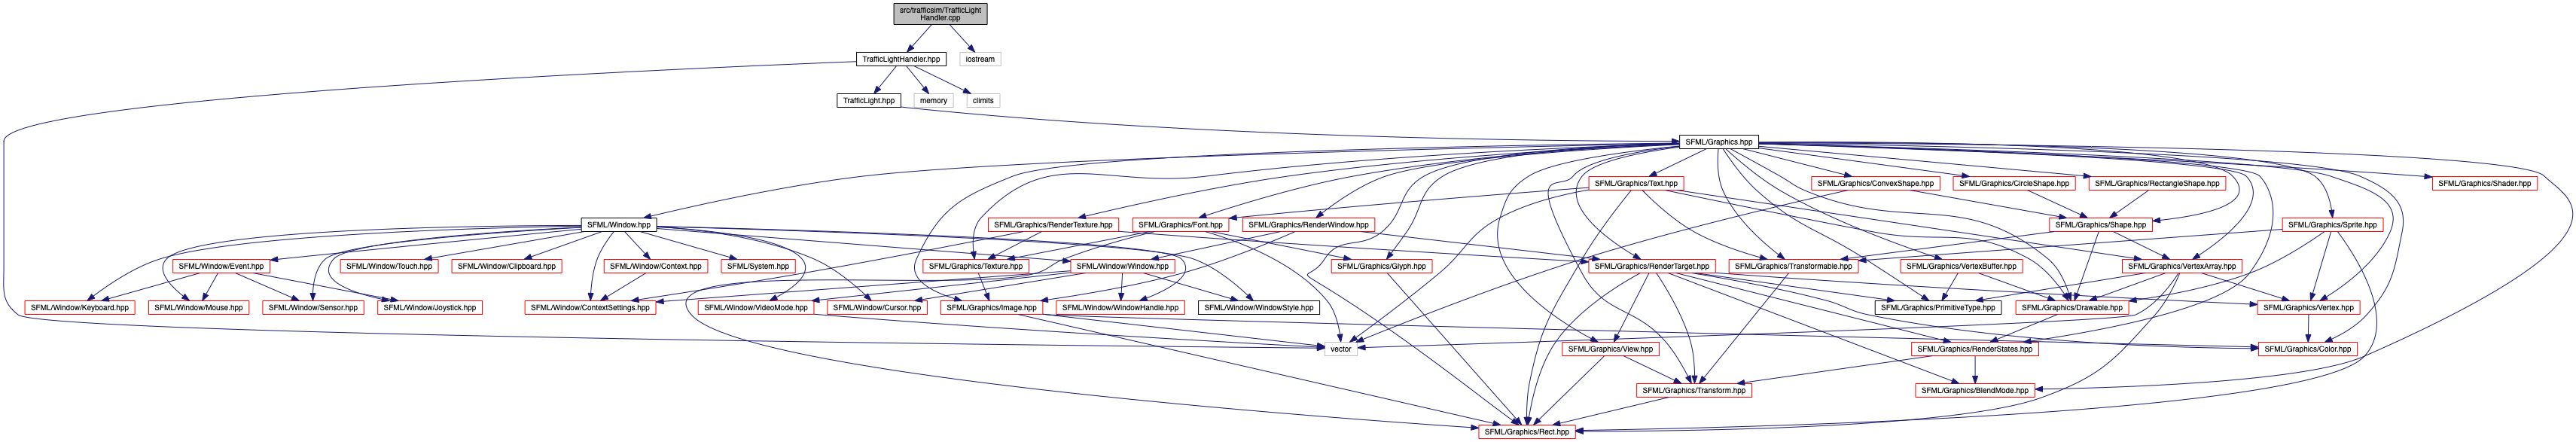 src/trafficsim/TrafficLight
Handler.cpp
TrafficLightHandler.hpp
iostream
TrafficLight.hpp
memory
climits
SFML/Graphics.hpp
SFML/Graphics/Text.hpp
SFML/Graphics/ConvexShape.hpp
SFML/Graphics/CircleShape.hpp
SFML/Graphics/RectangleShape.hpp
SFML/Graphics/Shader.hpp
SFML/Window.hpp
SFML/Graphics/RenderTexture.hpp
SFML/Graphics/Font.hpp
SFML/Graphics/RenderWindow.hpp
SFML/Graphics/Shape.hpp
SFML/Graphics/Sprite.hpp
SFML/Window/Event.hpp
SFML/Window/Touch.hpp
SFML/Window/Clipboard.hpp
SFML/Window/Context.hpp
SFML/System.hpp
SFML/Graphics/Texture.hpp
SFML/Window/Window.hpp
SFML/Graphics/Glyph.hpp
SFML/Graphics/RenderTarget.hpp
SFML/Graphics/Transformable.hpp
SFML/Graphics/VertexBuffer.hpp
SFML/Graphics/VertexArray.hpp
SFML/Window/Keyboard.hpp
SFML/Window/Mouse.hpp
SFML/Window/Sensor.hpp
SFML/Window/Joystick.hpp
SFML/Window/ContextSettings.hpp
SFML/Window/VideoMode.hpp
SFML/Window/Cursor.hpp
SFML/Graphics/Image.hpp
SFML/Window/WindowHandle.hpp
SFML/Window/WindowStyle.hpp
SFML/Graphics/PrimitiveType.hpp
SFML/Graphics/Drawable.hpp
SFML/Graphics/Vertex.hpp
vector
SFML/Graphics/View.hpp
SFML/Graphics/RenderStates.hpp
SFML/Graphics/Color.hpp
SFML/Graphics/Transform.hpp
SFML/Graphics/BlendMode.hpp
SFML/Graphics/Rect.hpp